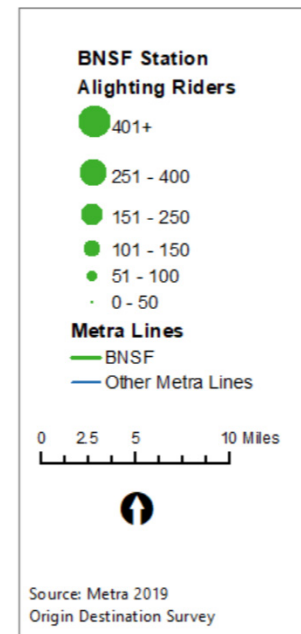 BNSF Station
Alighting Riders
401+
251 - 400
151 - 250
101 - 150
51 - 100
0 - 50
Metra Lines
BNSF
Other Metra Lines
0 2.5 5 10 Miles
Source: Metra 2019
Origin Destination Survey